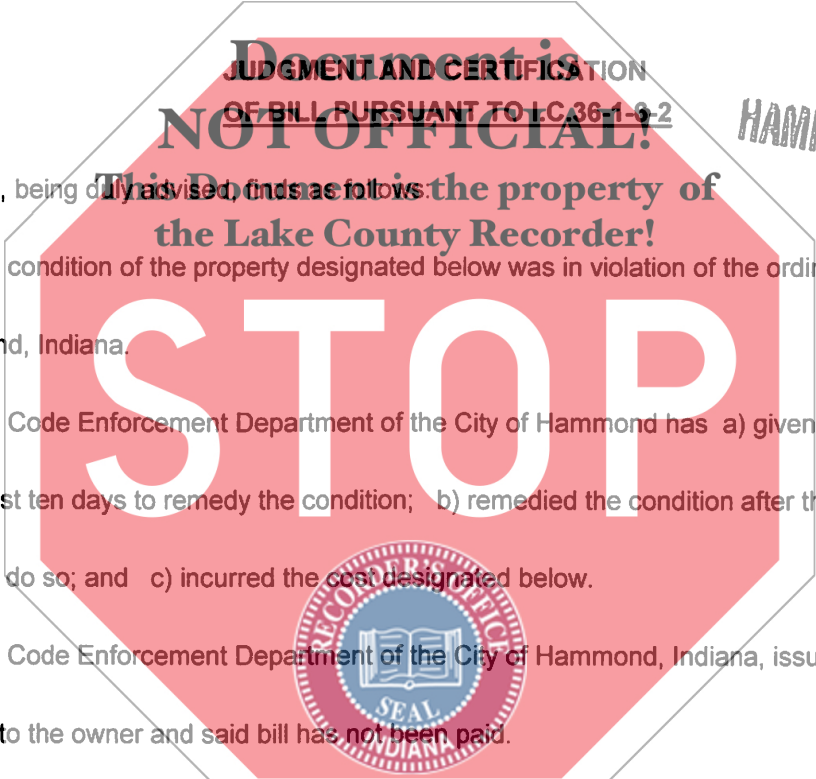 Document is
JUDGMENT AND CERTIFICATION
NOT OFFICIAL!
OF BILL PURSUANT TO I.C. 36-1-6-2
HAMM
This Document is the property of
, being duly advised, finds as follows:
the Lake County Recorder!
condition of the property designated below was in violation of the ordin
nd, Indiana.
STOP
Code Enforcement Department of the City of Hammond has a) given
st ten days to remedy the condition; b) remedied the condition after th
do so; and c) incurred the cost designated below.
RECORDER'S OFFICE
Code Enforcement Department of the City of Hammond, Indiana, issu
SEAL
to the owner and said bill has not been paid.
INDIANA